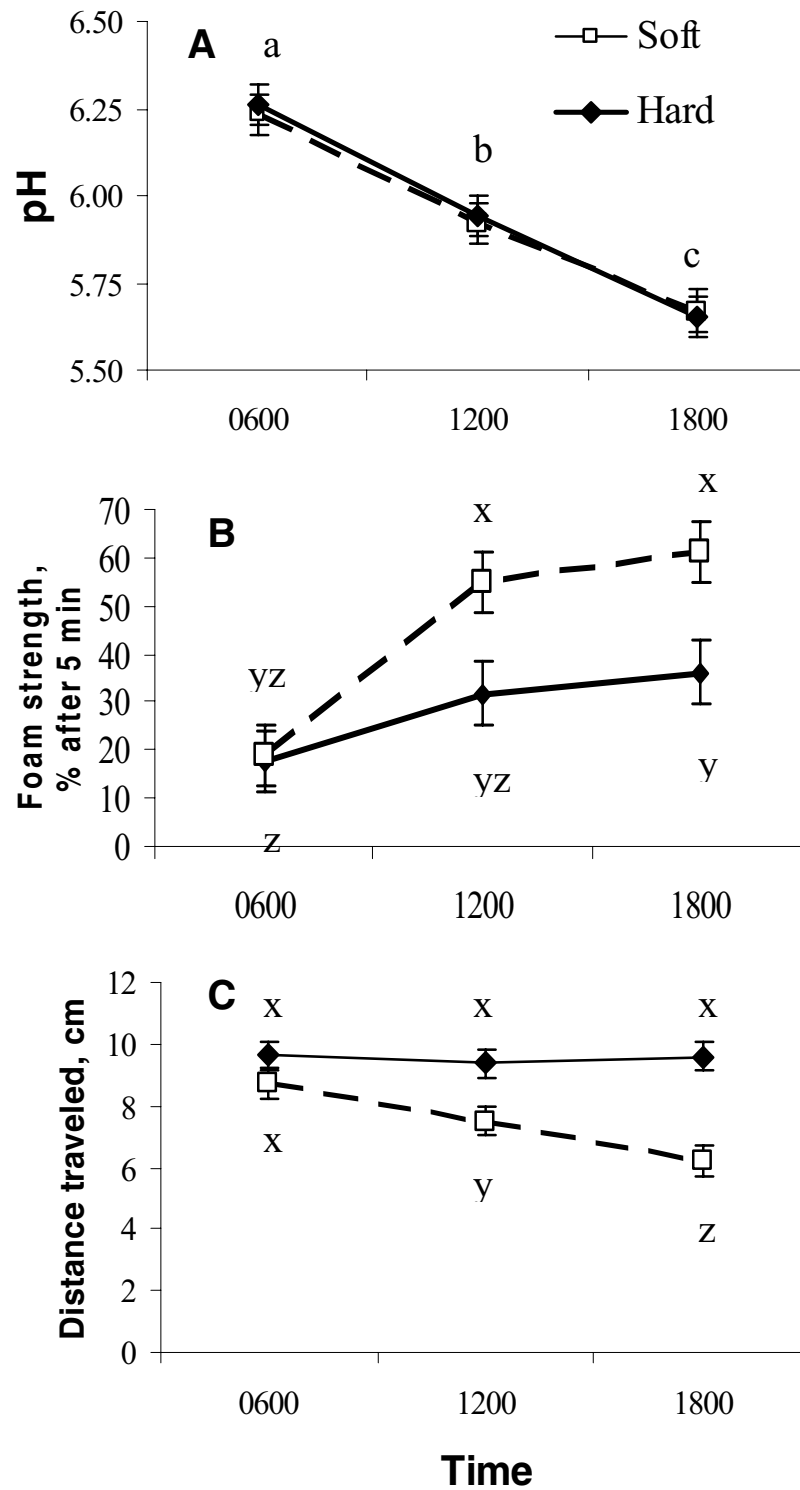 6.50
A
a
Soft
6.25
Hard
b
6.00
pH
c
5.75
5.50
0600 1200 1800
x
x
70
B
60
Foam strength,
% after 5 min
50
40
yz
30
20
yz
y
10
z
0
0600 1200 1800
12
C
x x x
10
Distance traveled, cm
8
x
6
y
4
z
2
0
0600 1200 1800
Time